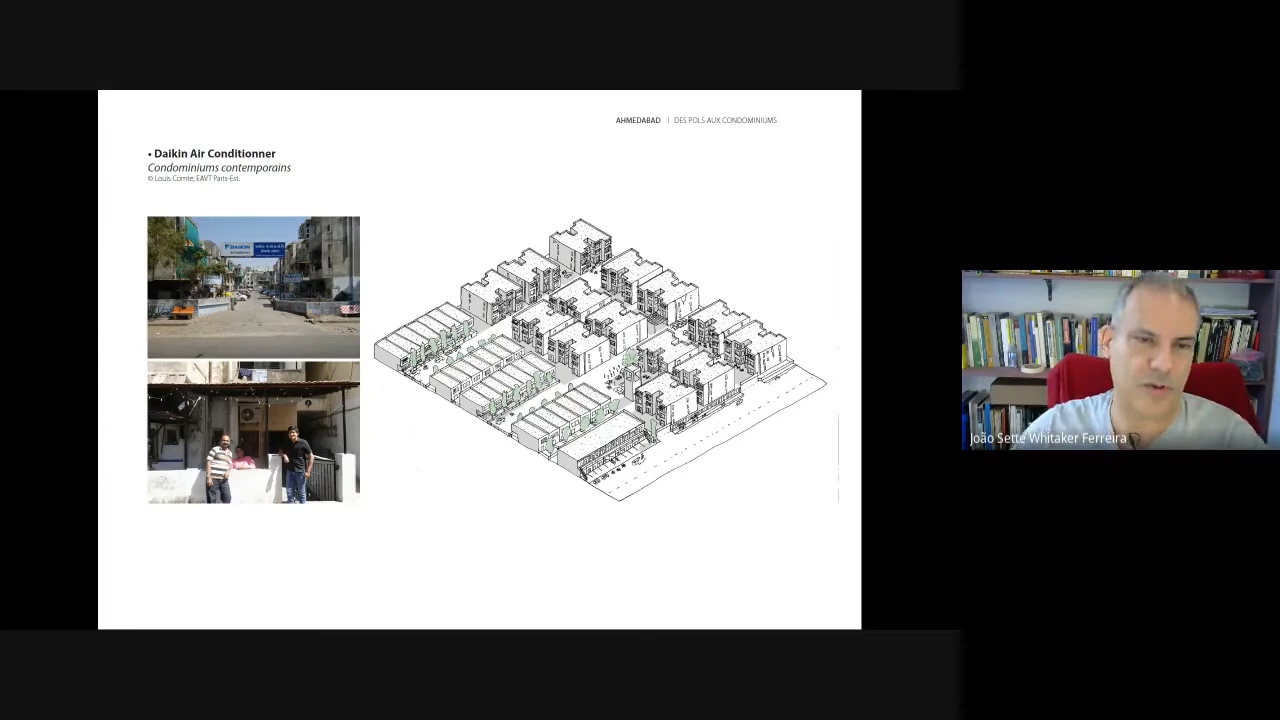 AHMEDABAD | DES POLS AUX CONDOMINIUMS
• Daikin Air Conditionner
Condominiums contemporains
© Louis Comte, EAVT Paris-Est.
DAIKIN
João Sette Whitaker Ferreira